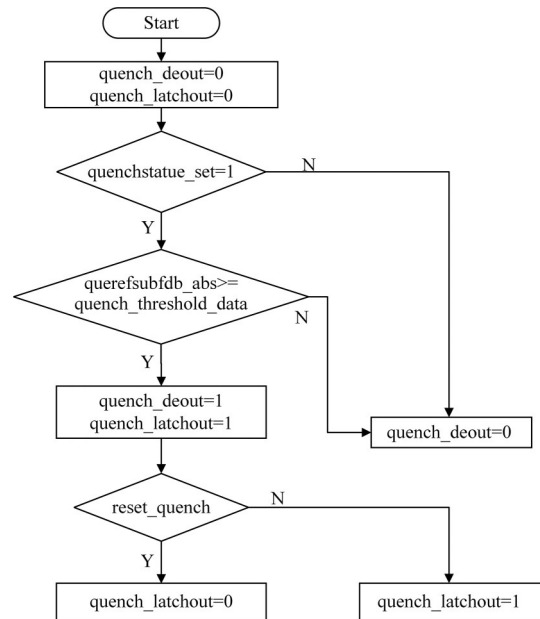 Start
quench_deout=0
quench_latchout=0
quenchstatue_set=1
N
Y
querefsubfdb_abs>=
quench_threshold_data
N
Y
quench_deout=1
quench_latchout=1
quench_deout=0
reset_quench
N
Y
quench_latchout=0
quench_latchout=1